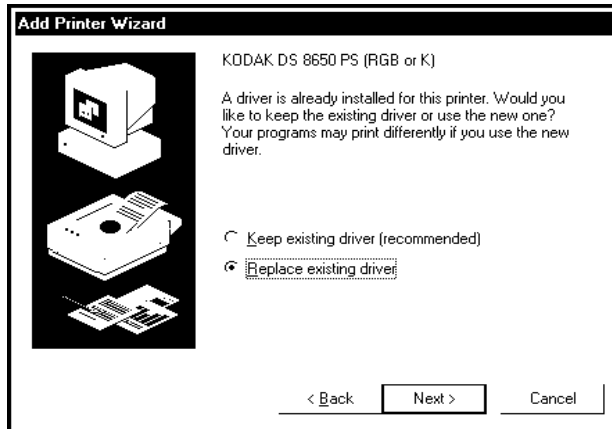 Add Printer Wizard
KODAK DS 8650 PS (RGB or K)
A driver is already installed for this printer. Would you
like to keep the existing driver or use the new one?
Your programs may print differently if you use the new
driver.
Keep existing driver (recommended)
Replace existing driver
< Back
Next >
Cancel